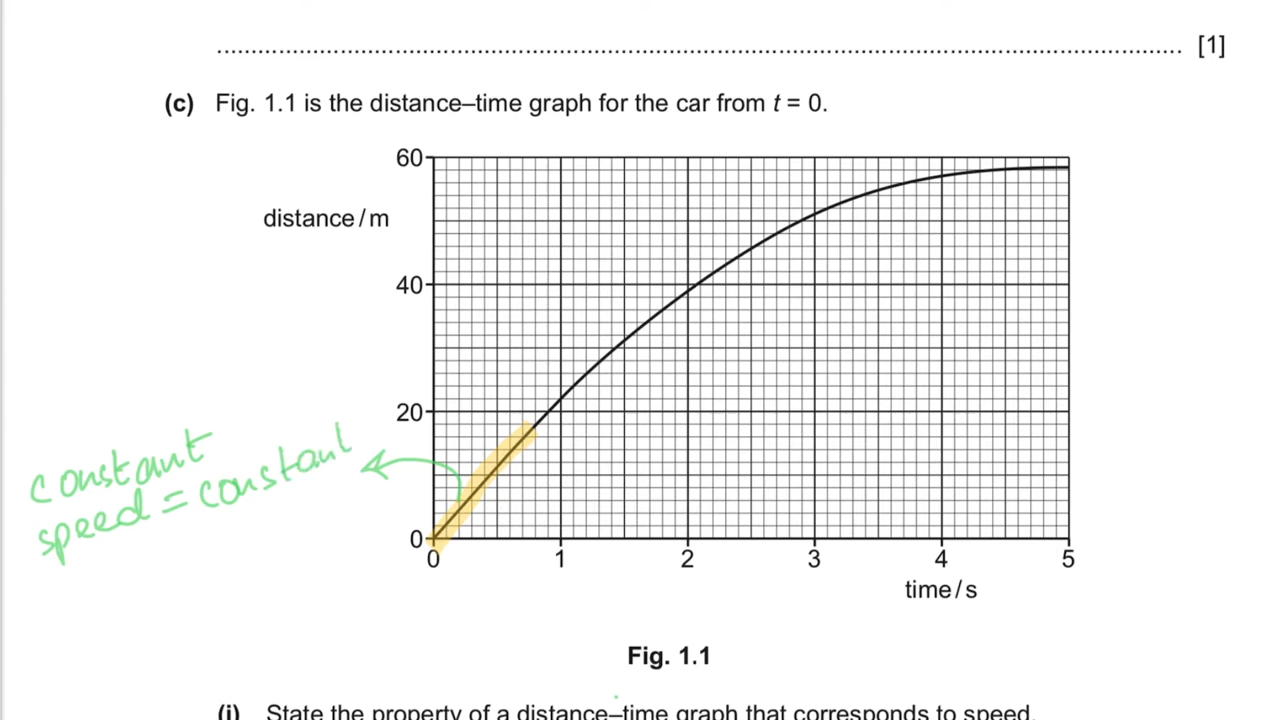 [1]
(c) Fig. 1.1 is the distance–time graph for the car from t = 0.
60
distance / m
40
20
constant
speed = constant
0
0 1 2 3 4 5
time / s
Fig. 1.1
(i) State the property of a distance–time graph that corresponds to speed.